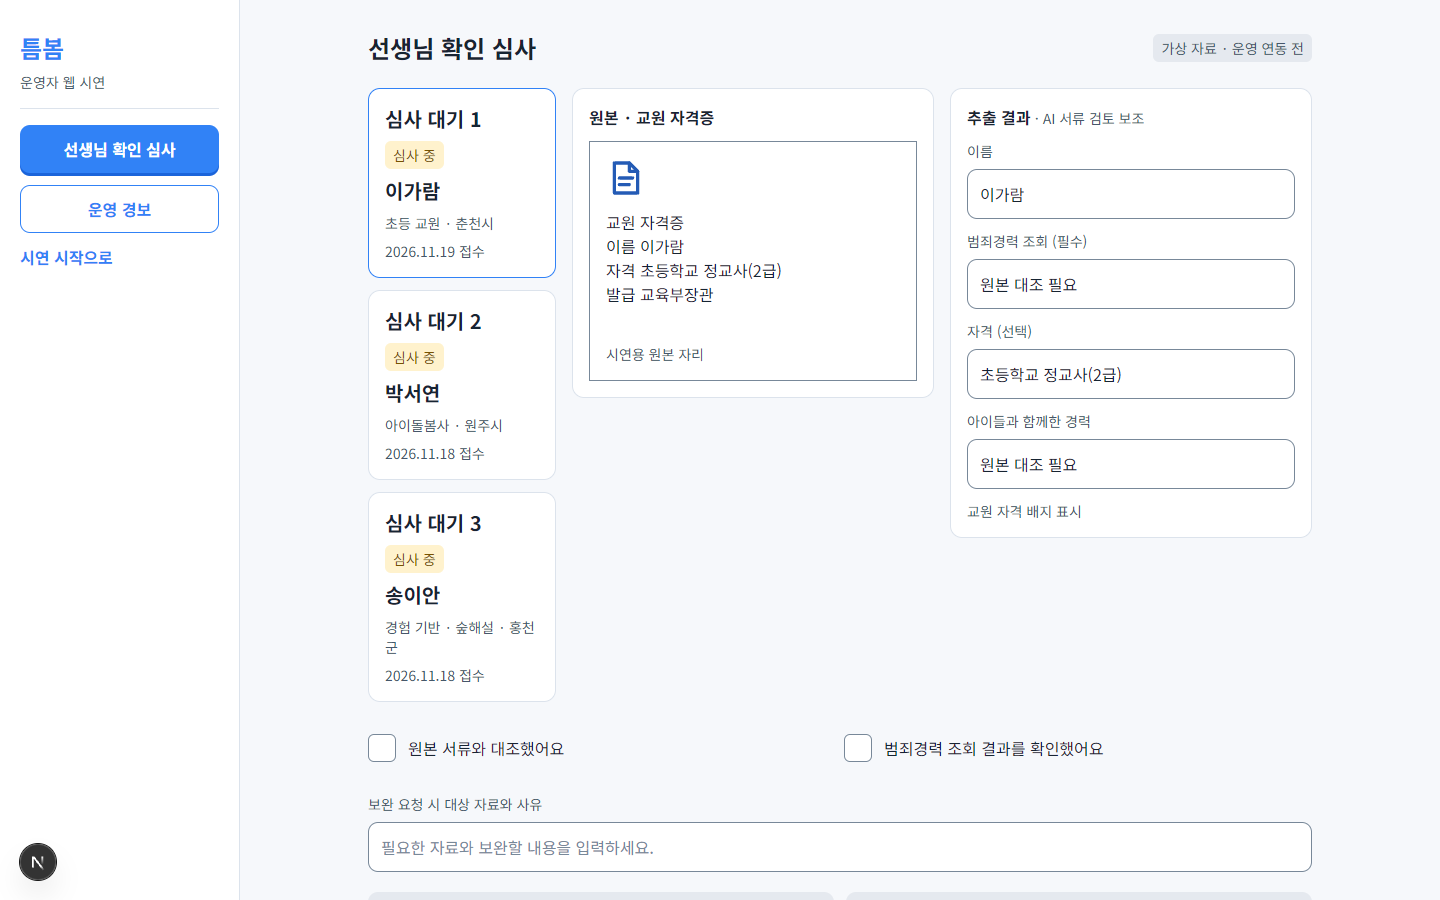 틈봄
운영자 웹 시연
선생님 확인 심사
운영 경보
시연 시작으로
선생님 확인 심사
가상 자료 · 운영 연동 전
심사 대기 1
심사 중
이가람
초등 교원 · 춘천시
2026.11.19 접수
심사 대기 2
심사 중
박서연
아이돌봄사 · 원주시
2026.11.18 접수
심사 대기 3
심사 중
송이안
경험 기반 · 숲해설 · 홍천
군
2026.11.18 접수
원본 · 교원 자격증
교원 자격증
이름 이가람
자격 초등학교 정교사(2급)
발급 교육부장관
시연용 원본 자리
추출 결과 · AI 서류 검토 보조
이름
이가람
범죄경력 조회 (필수)
원본 대조 필요
자격 (선택)
초등학교 정교사(2급)
아이들과 함께한 경력
원본 대조 필요
교원 자격 배지 표시
원본 서류와 대조했어요
범죄경력 조회 결과를 확인했어요
보완 요청 시 대상 자료와 사유
필요한 자료와 보완할 내용을 입력하세요.
N